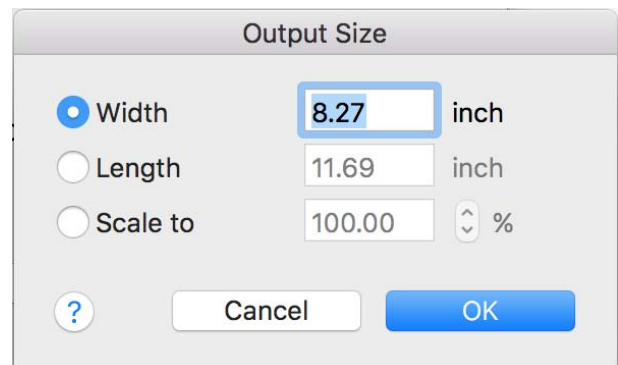 Output Size
Width 8.27 inch
Length 11.69 inch
Scale to 100.00 %
? Cancel OK